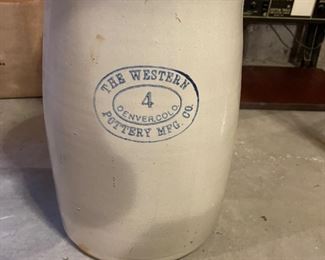 THE WESTERN
4
DENVER, COLO.
POTTERY MFG. CO.